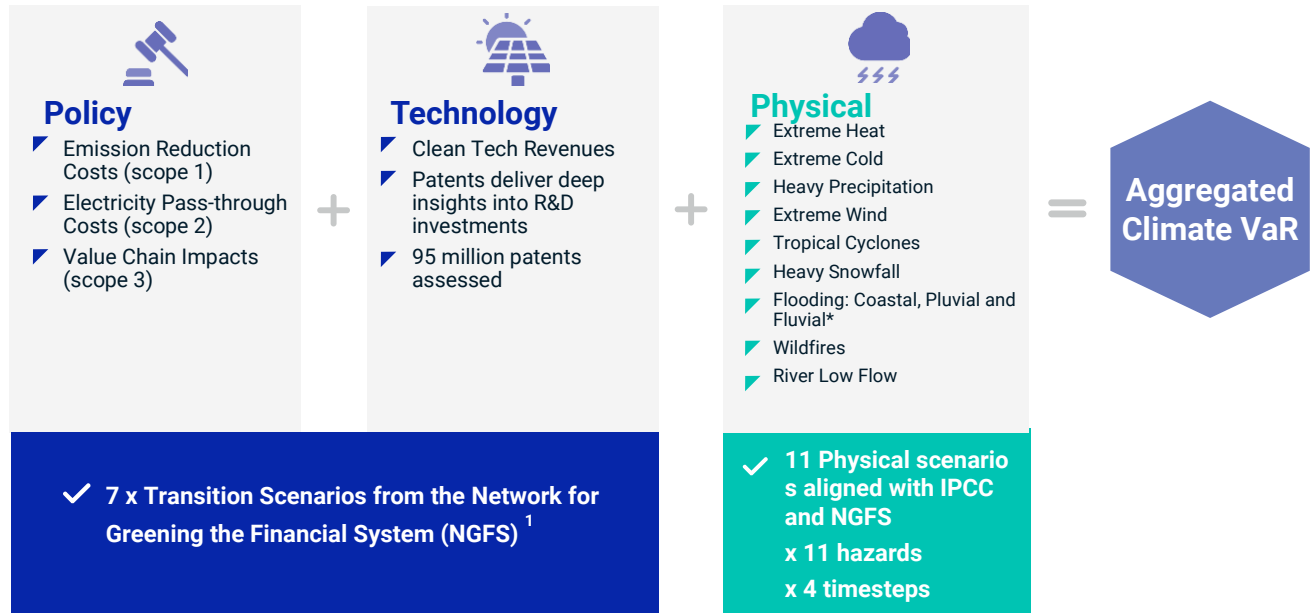 Policy
Emission Reduction
Costs (scope 1)
Electricity Pass-through
Costs (scope 2)
Value Chain Impacts
(scope 3)
+
Technology
Clean Tech Revenues
Patents deliver deep
insights into R&D
investments
95 million patents
assessed
+
Physical
Extreme Heat
Extreme Cold
Heavy Precipitation
Extreme Wind
Tropical Cyclones
Heavy Snowfall
Flooding: Coastal, Pluvial and
Fluvial*
Wildfires
River Low Flow
=
Aggregated
Climate VaR
7 x Transition Scenarios from the Network for
Greening the Financial System (NGFS) 1
11 Physical scenario
s aligned with IPCC
and NGFS
x 11 hazards
x 4 timesteps